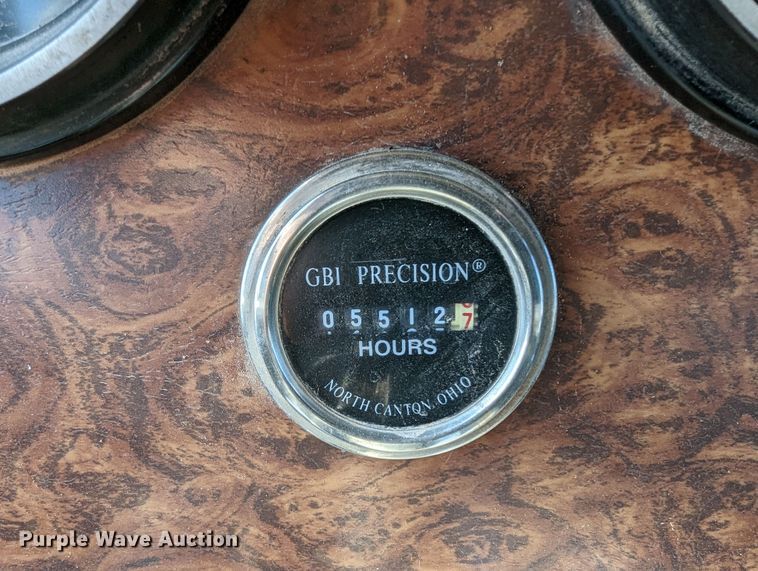 GBI PRECISION®
055127
HOURS
NORTH CANTON, OHIO
Purple Wave Auction